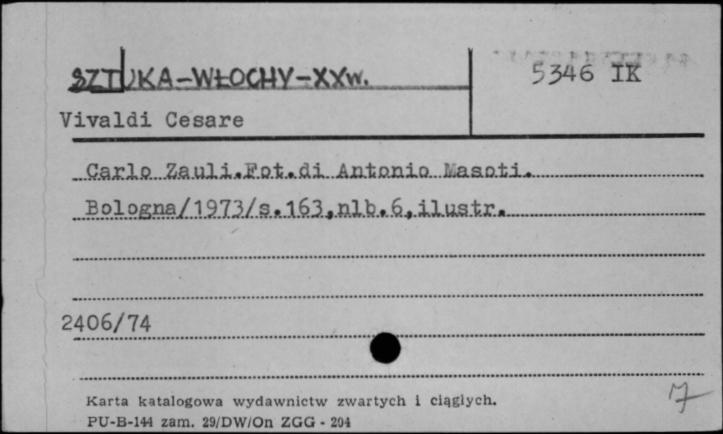 SZTUKA-WŁOCHY-XXw.
5346 IK
Vivaldi Cesare
Carlo Zauli.Fot.di Antonio Masoti.
Bologna/1973/s.163,nlb.6,ilustr.
2406/74
Karta katalogowa wydawnictw zwartych i ciągłych.
PU-B-144 zam. 29/DW/On ZGG - 204